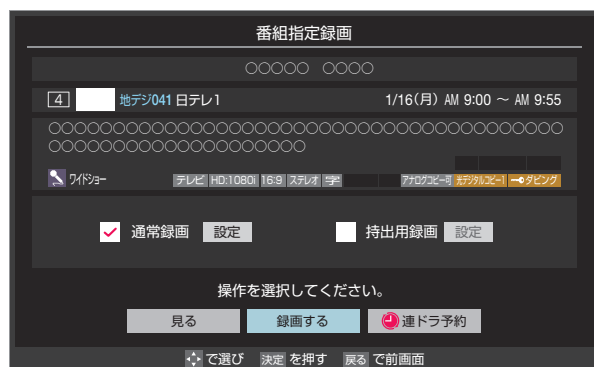 番組指定録画
○○○○○ ○○○○
4 地デジ041 日テレ1 1/16(月) AM 9:00 ～ AM 9:55
○○○○○○○○○○○○○○○○○○○○○○○○○○○○○○○○○○○○○○○○
○○○○○○○○○○○○○○○○○○○○
ワイドショー テレビ HD:1080i 16:9 ステレオ 字 アナログコピー可 光デジタルコピー1 ダビング
通常録画 設定 持出用録画 設定
操作を選択してください。
見る 録画する 連ドラ予約
で選び 決定 を押す 戻る で前画面